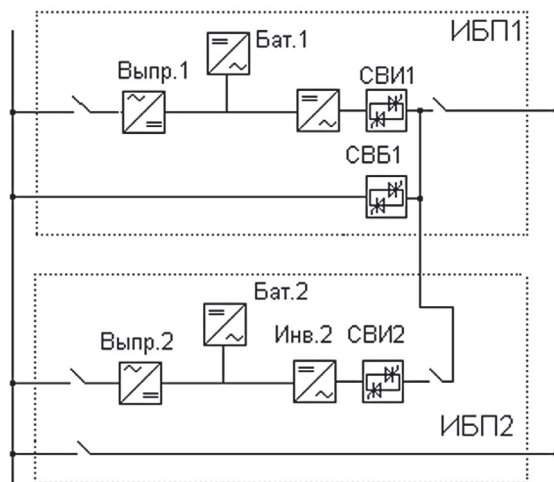 ИБП1
Бат.1
Выпр.1
СВИ1
СВБ1
Бат.2
Выпр.2
Инв.2
СВИ2
ИБП2